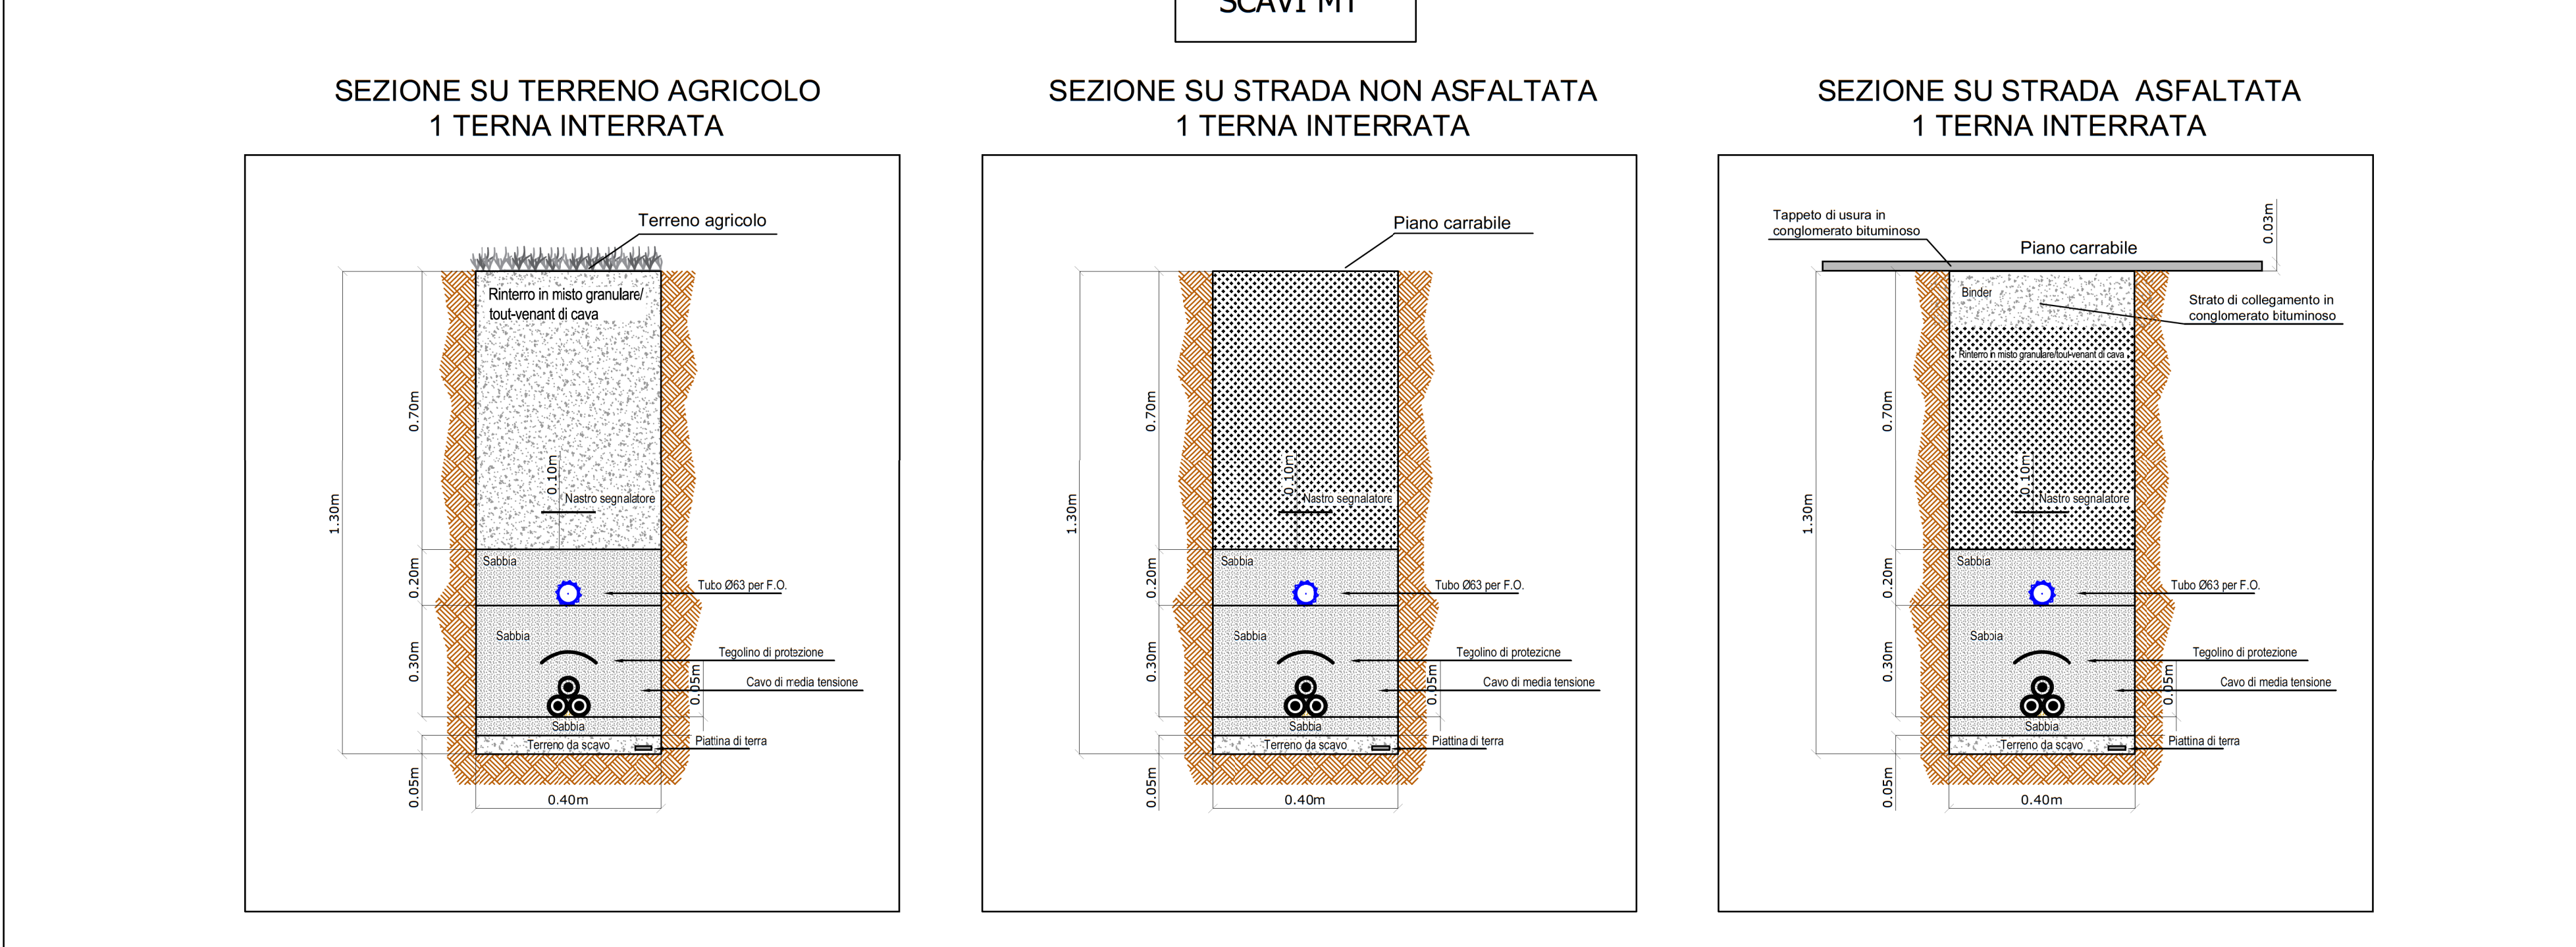 SCAVI MT
SEZIONE SU TERRENO AGRICOLO
1 TERNA INTERRATA
Terreno agricolo
Rinterro in misto granulare/
tout-venant di cava
0.70m
0.10m
Nastro segnalatore
1.30m
Sabbia
0.20m
Tubo Ø63 per F.O.
Sabbia
0.30m
Tegolino di protezione
0.05m
Cavo di media tensione
Sabbia
Terreno da scavo
Piattina di terra
0.05m
0.40m
SEZIONE SU STRADA NON ASFALTATA
1 TERNA INTERRATA
Piano carrabile
0.70m
0.10m
Nastro segnalatore
1.30m
Sabbia
0.20m
Tubo Ø63 per F.O.
Sabbia
0.30m
Tegolino di protezione
0.05m
Cavo di media tensione
Sabbia
Terreno da scavo
Piattina di terra
0.05m
0.40m
SEZIONE SU STRADA ASFALTATA
1 TERNA INTERRATA
Tappeto di usura in
conglomerato bituminoso
0.03m
Piano carrabile
Binder
Strato di collegamento in
conglomerato bituminoso
Rinterro in misto granulare/tout-venant di cava
0.70m
0.10m
Nastro segnalatore
1.30m
Sabbia
0.20m
Tubo Ø63 per F.O.
Sabbia
0.30m
Tegolino di protezione
0.05m
Cavo di media tensione
Sabbia
Terreno da scavo
Piattina di terra
0.05m
0.40m